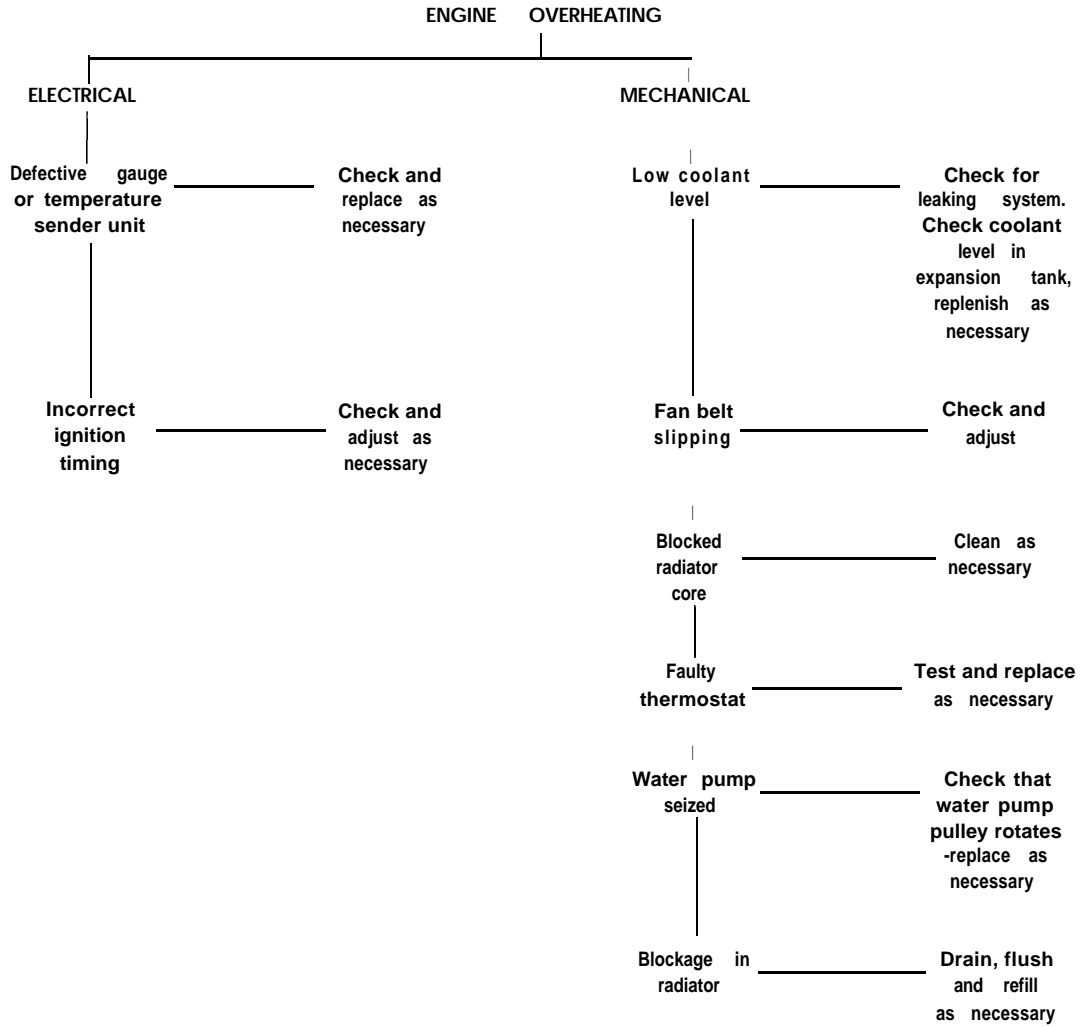 ENGINE OVERHEATING
ELECTRICAL
MECHANICAL
Defective gauge
or temperature
sender unit
Check and
replace as
necessary
Low coolant
level
Check for
leaking system.
Check coolant
level in
expansion tank,
replenish as
necessary
Incorrect
ignition
timing
Check and
adjust as
necessary
Fan belt
slipping
Check and
adjust
Blocked
radiator
core
Clean as
necessary
Faulty
thermostat
Test and replace
as necessary
Water pump
seized
Check that
water pump
pulley rotates
-replace as
necessary
Blockage in
radiator
Drain, flush
and refill
as necessary